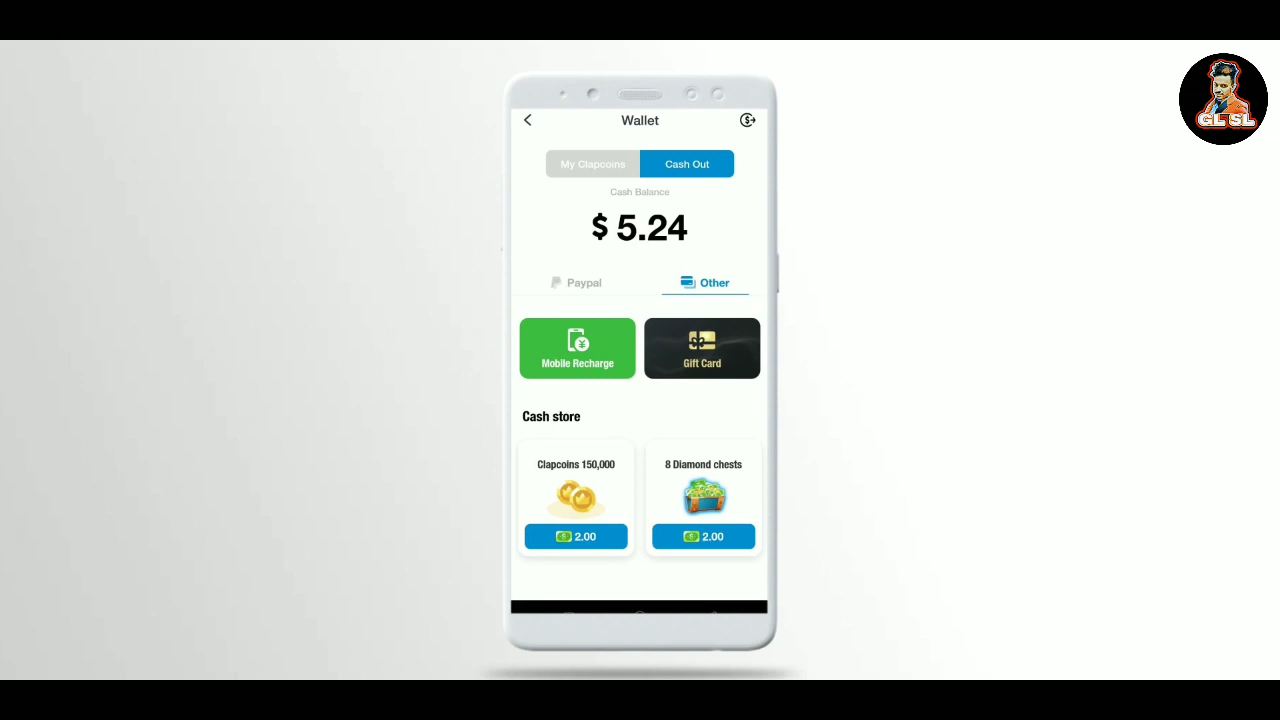 GL SL
Wallet
My Clapcoins
Cash Out
Cash Balance
$ 5.24
Paypal
Other
Mobile Recharge
Gift Card
Cash store
Clapcoins 150,000
8 Diamond chests
2.00
2.00